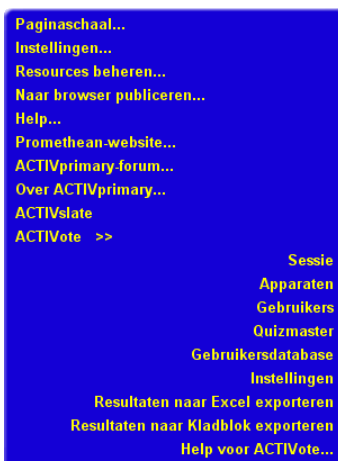 Paginaschaal...
Instellingen...
Resources beheren...
Naar browser publiceren...
Help...
Promethean-website...
ACTIVprimary-forum...
Over ACTIVprimary...
ACTIVslate
ACTIVote >>
Sessie
Apparaten
Gebruikers
Quizmaster
Gebruikersdatabase
Instellingen
Resultaten naar Excel exporteren
Resultaten naar Kladblok exporteren
Help voor ACTIVote...